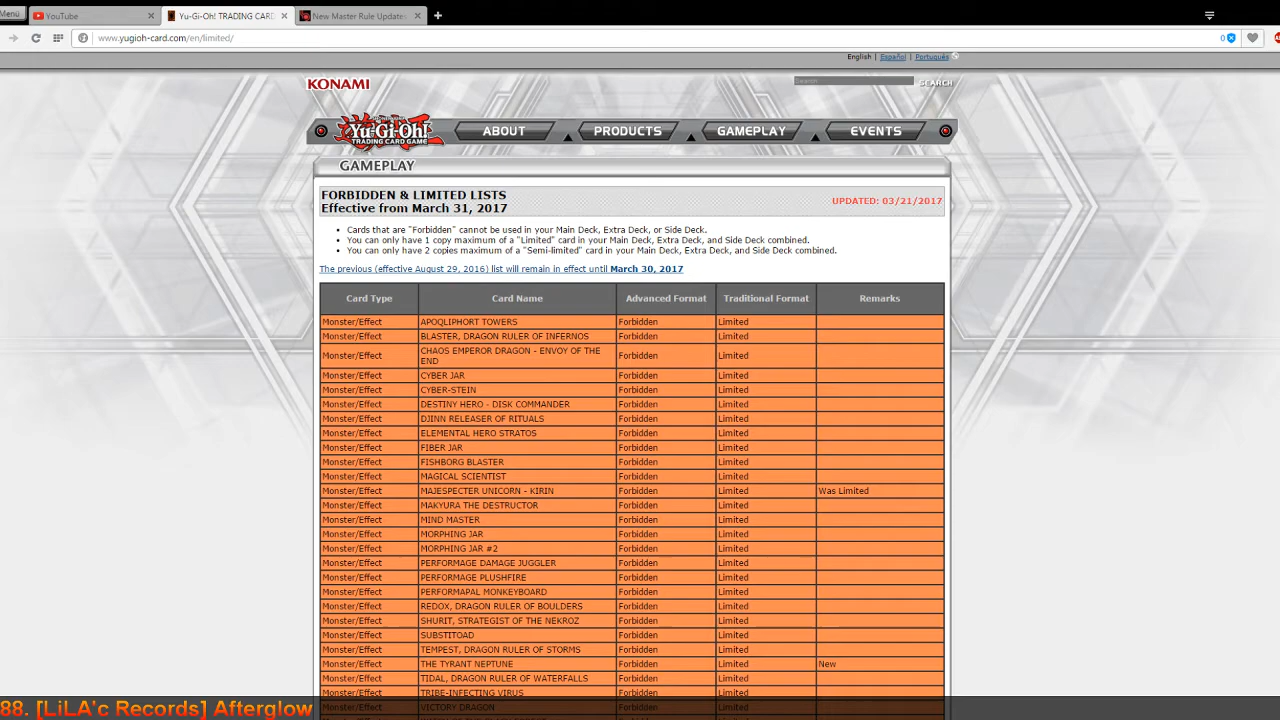 Menü
YouTube
Yu-Gi-Oh! TRADING CARD
New Master Rule Update
www.yugioh-card.com/en/limited/
0
English | Español | Português
KONAMI
Search
SEARCH
Yu-Gi-Oh!
TRADING CARD GAME
ABOUT
PRODUCTS
GAMEPLAY
EVENTS
GAMEPLAY
FORBIDDEN & LIMITED LISTS
Effective from March 31, 2017
UPDATED: 03/21/2017
• Cards that are "Forbidden" cannot be used in your Main Deck, Extra Deck, or Side Deck.
• You can only have 1 copy maximum of a "Limited" card in your Main Deck, Extra Deck, and Side Deck combined.
• You can only have 2 copies maximum of a "Semi-limited" card in your Main Deck, Extra Deck, and Side Deck combined.
The previous (effective August 29, 2016) list will remain in effect until March 30, 2017
Card Type Card Name Advanced Format Traditional Format Remarks
Monster/Effect APOQLIPHORT TOWERS Forbidden Limited
Monster/Effect BLASTER, DRAGON RULER OF INFERNOS Forbidden Limited
Monster/Effect CHAOS EMPEROR DRAGON - ENVOY OF THE END Forbidden Limited
Monster/Effect CYBER JAR Forbidden Limited
Monster/Effect CYBER-STEIN Forbidden Limited
Monster/Effect DESTINY HERO - DISK COMMANDER Forbidden Limited
Monster/Effect DJINN RELEASER OF RITUALS Forbidden Limited
Monster/Effect ELEMENTAL HERO STRATOS Forbidden Limited
Monster/Effect FIBER JAR Forbidden Limited
Monster/Effect FISHBORG BLASTER Forbidden Limited
Monster/Effect MAGICAL SCIENTIST Forbidden Limited
Monster/Effect MAJESPECTER UNICORN - KIRIN Forbidden Limited Was Limited
Monster/Effect MAKYURA THE DESTRUCTOR Forbidden Limited
Monster/Effect MIND MASTER Forbidden Limited
Monster/Effect MORPHING JAR Forbidden Limited
Monster/Effect MORPHING JAR #2 Forbidden Limited
Monster/Effect PERFORMAGE DAMAGE JUGGLER Forbidden Limited
Monster/Effect PERFORMAGE PLUSHFIRE Forbidden Limited
Monster/Effect PERFORMAPAL MONKEYBOARD Forbidden Limited
Monster/Effect REDOX, DRAGON RULER OF BOULDERS Forbidden Limited
Monster/Effect SHURIT, STRATEGIST OF THE NEKROZ Forbidden Limited
Monster/Effect SUBSTITOAD Forbidden Limited
Monster/Effect TEMPEST, DRAGON RULER OF STORMS Forbidden Limited
Monster/Effect THE TYRANT NEPTUNE Forbidden Limited New
Monster/Effect TIDAL, DRAGON RULER OF WATERFALLS Forbidden Limited
Monster/Effect TRIBE-INFECTING VIRUS Forbidden Limited
Monster/Effect VICTORY DRAGON Forbidden Limited
88. [LiLA'c Records] Afterglow